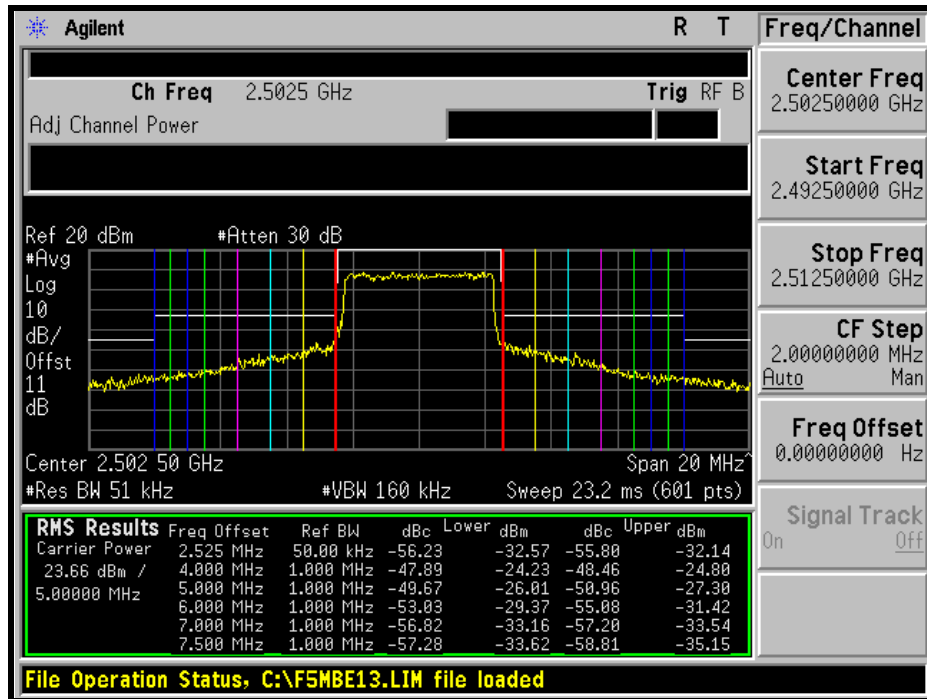 Agilent R T Freq/Channel
Ch Freq 2.5025 GHz Trig RF B
Adj Channel Power
Center Freq
2.50250000 GHz
Start Freq
2.49250000 GHz
Stop Freq
2.51250000 GHz
CF Step
2.00000000 MHz
Auto Man
Freq Offset
0.00000000 Hz
Signal Track
On Off
Ref 20 dBm #Atten 30 dB
#Avg
Log
10
dB/
Offst
11
dB
Center 2.502 50 GHz Span 20 MHz^
#Res BW 51 kHz #VBW 160 kHz Sweep 23.2 ms (601 pts)
RMS Results Freq Offset Ref BW dBc Lower dBm dBc Upper dBm
Carrier Power 2.525 MHz 50.00 kHz -56.23 -32.57 -55.80 -32.14
23.66 dBm / 4.000 MHz 1.000 MHz -47.89 -24.23 -48.46 -24.80
5.00000 MHz 5.000 MHz 1.000 MHz -49.67 -26.01 -50.96 -27.30
6.000 MHz 1.000 MHz -53.03 -29.37 -55.08 -31.42
7.000 MHz 1.000 MHz -56.82 -33.16 -57.20 -33.54
7.500 MHz 1.000 MHz -57.28 -33.62 -58.81 -35.15
File Operation Status, C:\F5MBE13.LIM file loaded